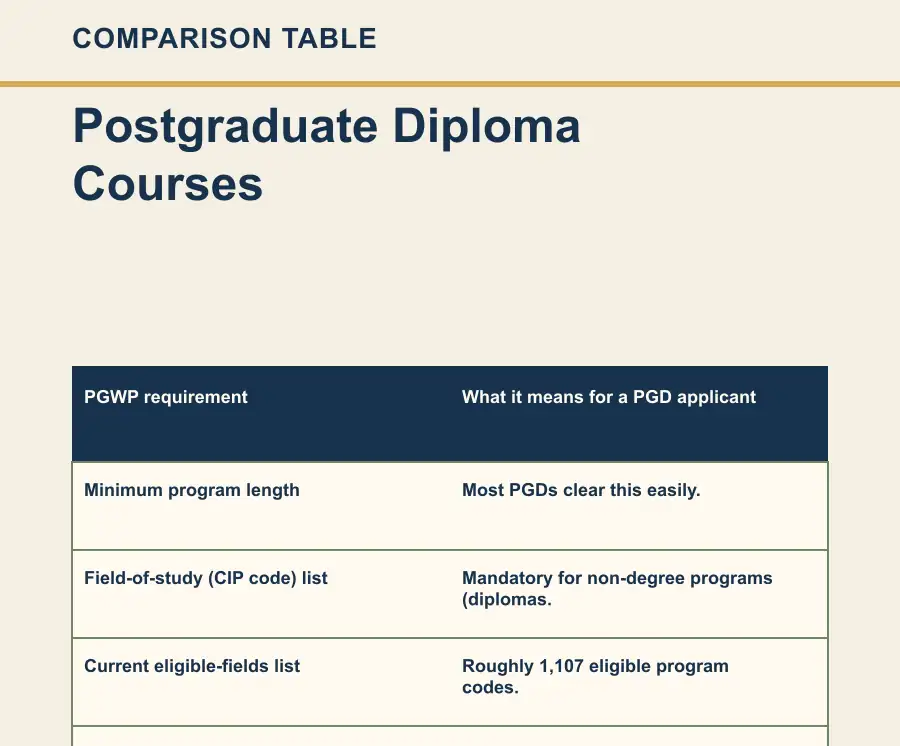 COMPARISON TABLE
Postgraduate Diploma
Courses
PGWP requirement
What it means for a PGD applicant
Minimum program length
Most PGDs clear this easily.
Field-of-study (CIP code) list
Mandatory for non-degree programs
(diplomas.
Current eligible-fields list
Roughly 1,107 eligible program
codes.